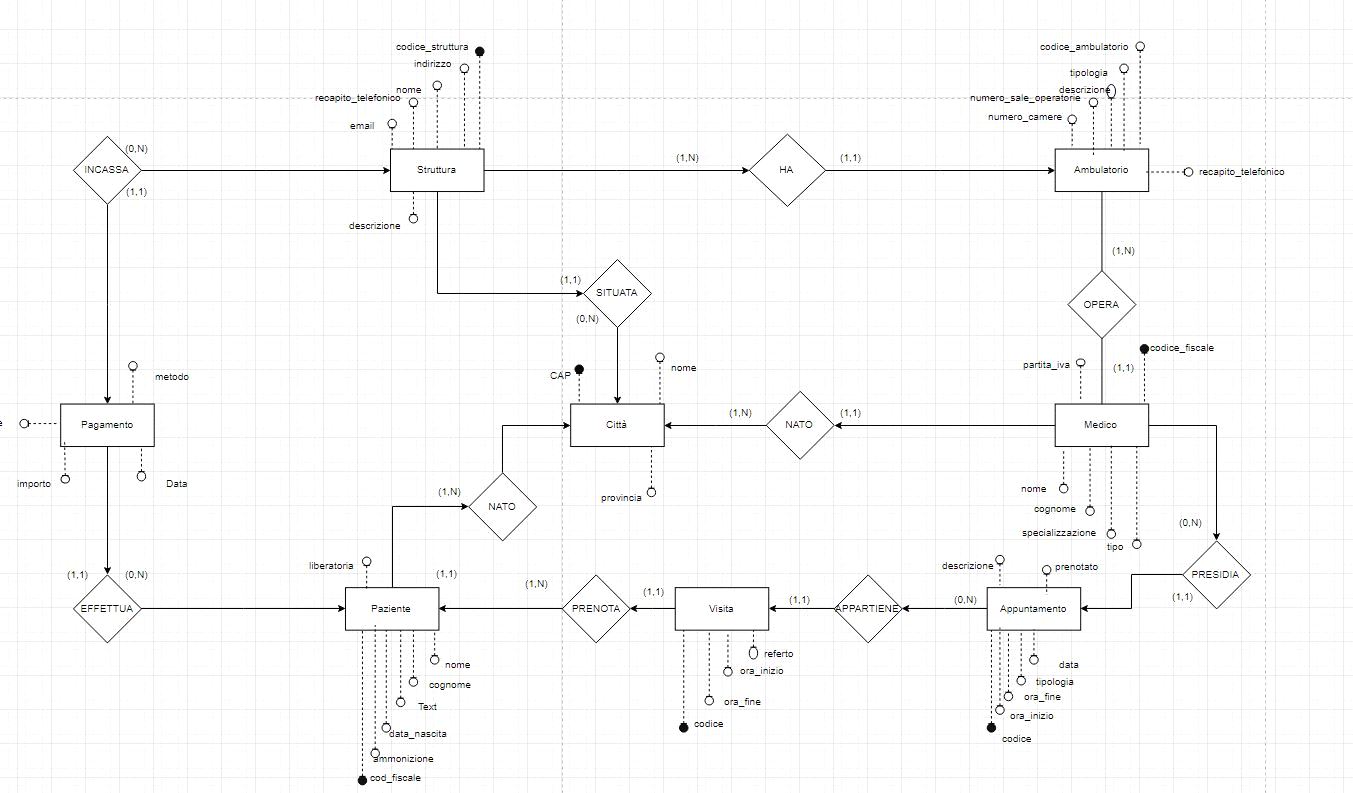 codice_struttura
indirizzo
nome
recapito_telefonico
email
codice_ambulatorio
tipologia
descrizione
numero_sale_operatorie
numero_camere
(0,N)
INCASSA
(1,1)
Struttura
(1,N)
HA
(1,1)
Ambulatorio
recapito_telefonico
descrizione
(1,1)
SITUATA
(0,N)
(1,N)
OPERA
(1,1)
metodo
CAP
nome
partita_iva
codice_fiscale
e
Pagamento
importo
Data
Città
provincia
(1,N)
NATO
(1,1)
Medico
nome
cognome
specializzazione
tipo
(1,N)
NATO
(0,N)
PRESIDIA
(1,1)
(1,1)
(0,N)
EFFETTUA
liberatoria
(1,1)
Paziente
(1,N)
PRENOTA
(1,1)
Visita
(1,1)
APPARTIENE
(0,N)
descrizione
prenotato
Appuntamento
nome
cognome
Text
data_nascita
ammonizione
cod_fiscale
referto
ora_inizio
ora_fine
codice
data
tipologia
ora_fine
ora_inizio
codice